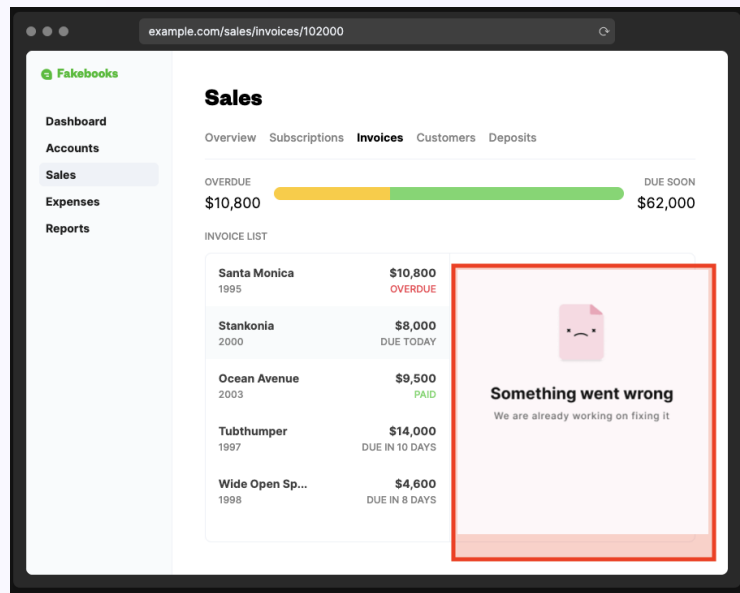 example.com/sales/invoices/102000
Fakebooks
Dashboard
Accounts
Sales
Expenses
Reports
Sales
Overview Subscriptions Invoices Customers Deposits
OVERDUE
$10,800
DUE SOON
$62,000
INVOICE LIST
Santa Monica $10,800
1995 OVERDUE
Stankonia $8,000
2000 DUE TODAY
Ocean Avenue $9,500
2003 PAID
Tubthumper $14,000
1997 DUE IN 10 DAYS
Wide Open Sp... $4,600
1998 DUE IN 8 DAYS
Something went wrong
We are already working on fixing it